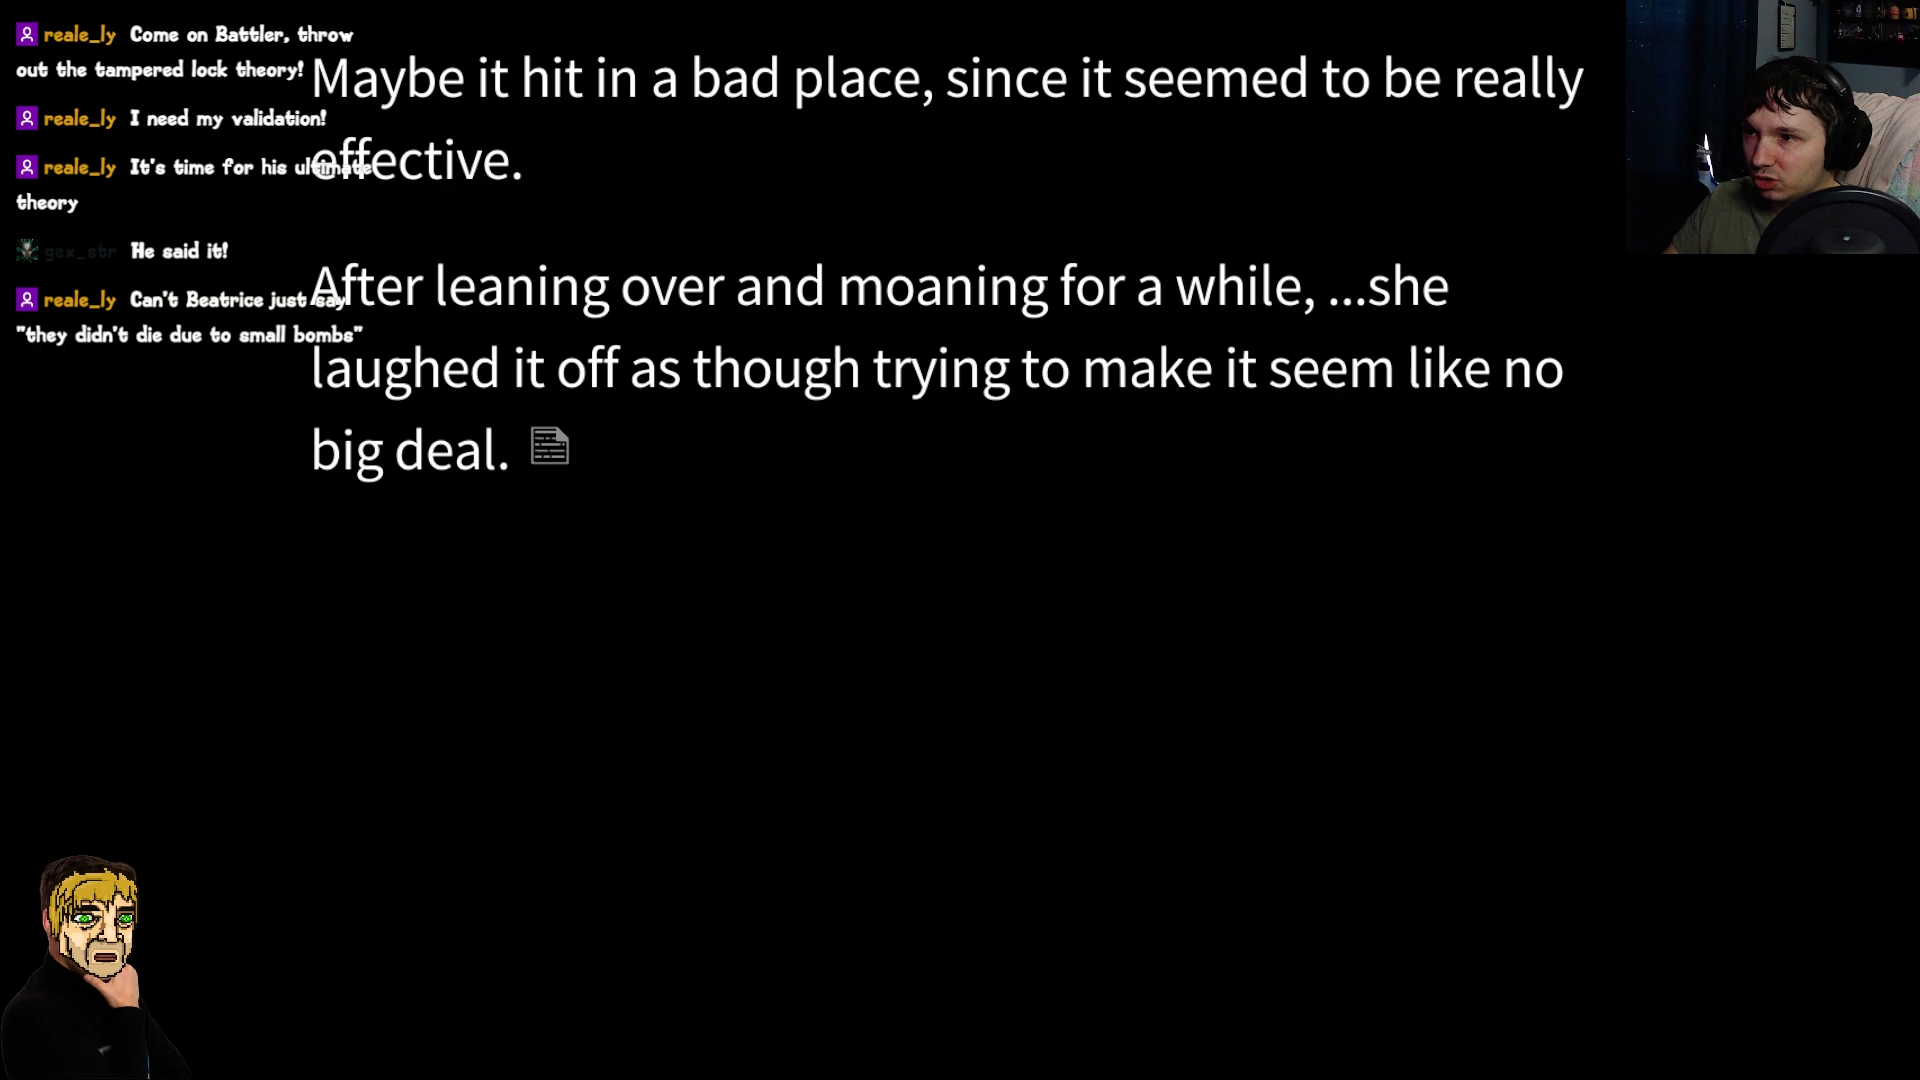 reale_ly Come on Battler, throw
out the tampered lock theory!
reale_ly I need my validation!
reale_ly It's time for his ultimate
theory
gex_str He said it!
reale_ly Can't Beatrice just say
"they didn't die due to small bombs"
Maybe it hit in a bad place, since it seemed to be really
effective.
After leaning over and moaning for a while, ...she
laughed it off as though trying to make it seem like no
big deal.